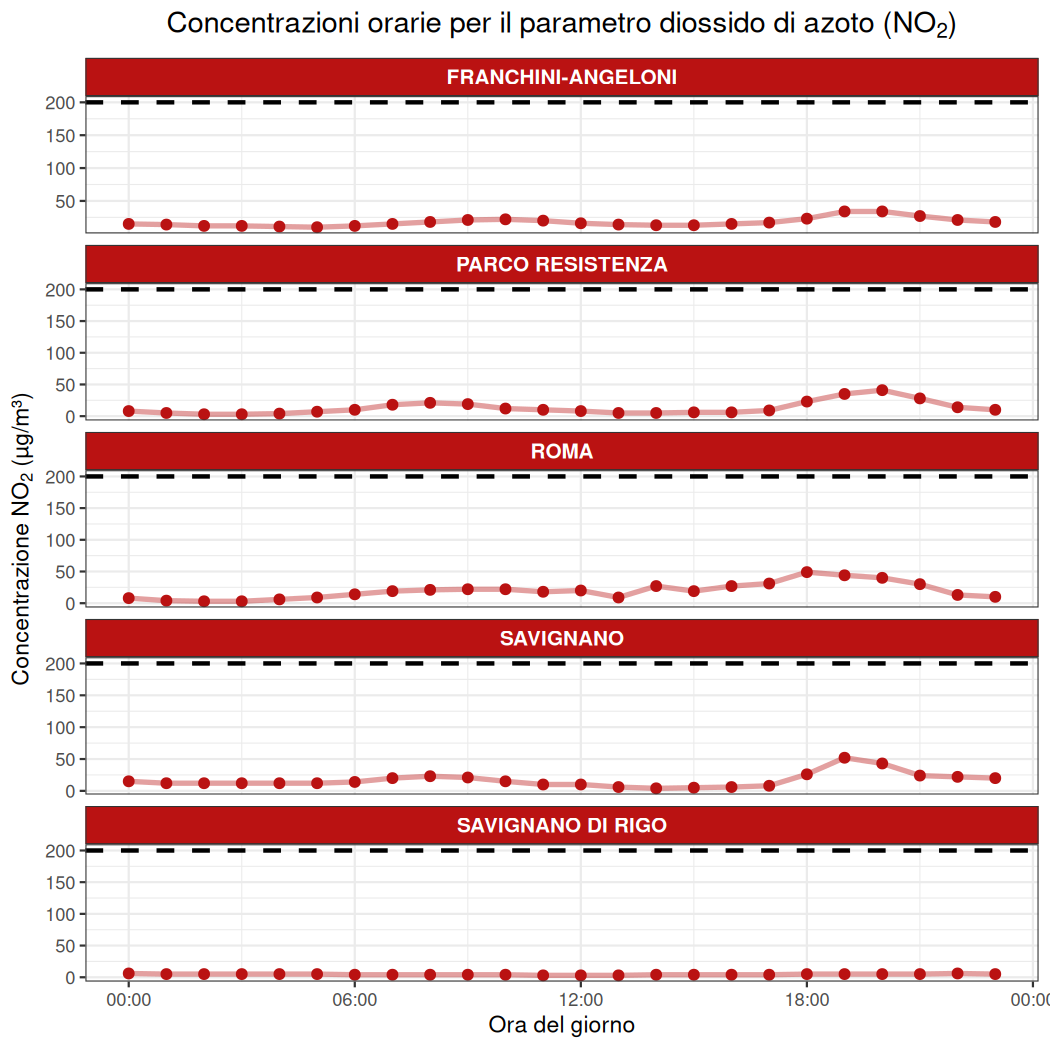 Concentrazioni orarie per il parametro diossido di azoto (NO₂)
Concentrazione NO₂ (µg/m³)
FRANCHINI-ANGELONI
200
150
100
50
PARCO RESISTENZA
200
150
100
50
0
ROMA
200
150
100
50
0
SAVIGNANO
200
150
100
50
0
SAVIGNANO DI RIGO
200
150
100
50
0
00:00 06:00 12:00 18:00 00:0
Ora del giorno